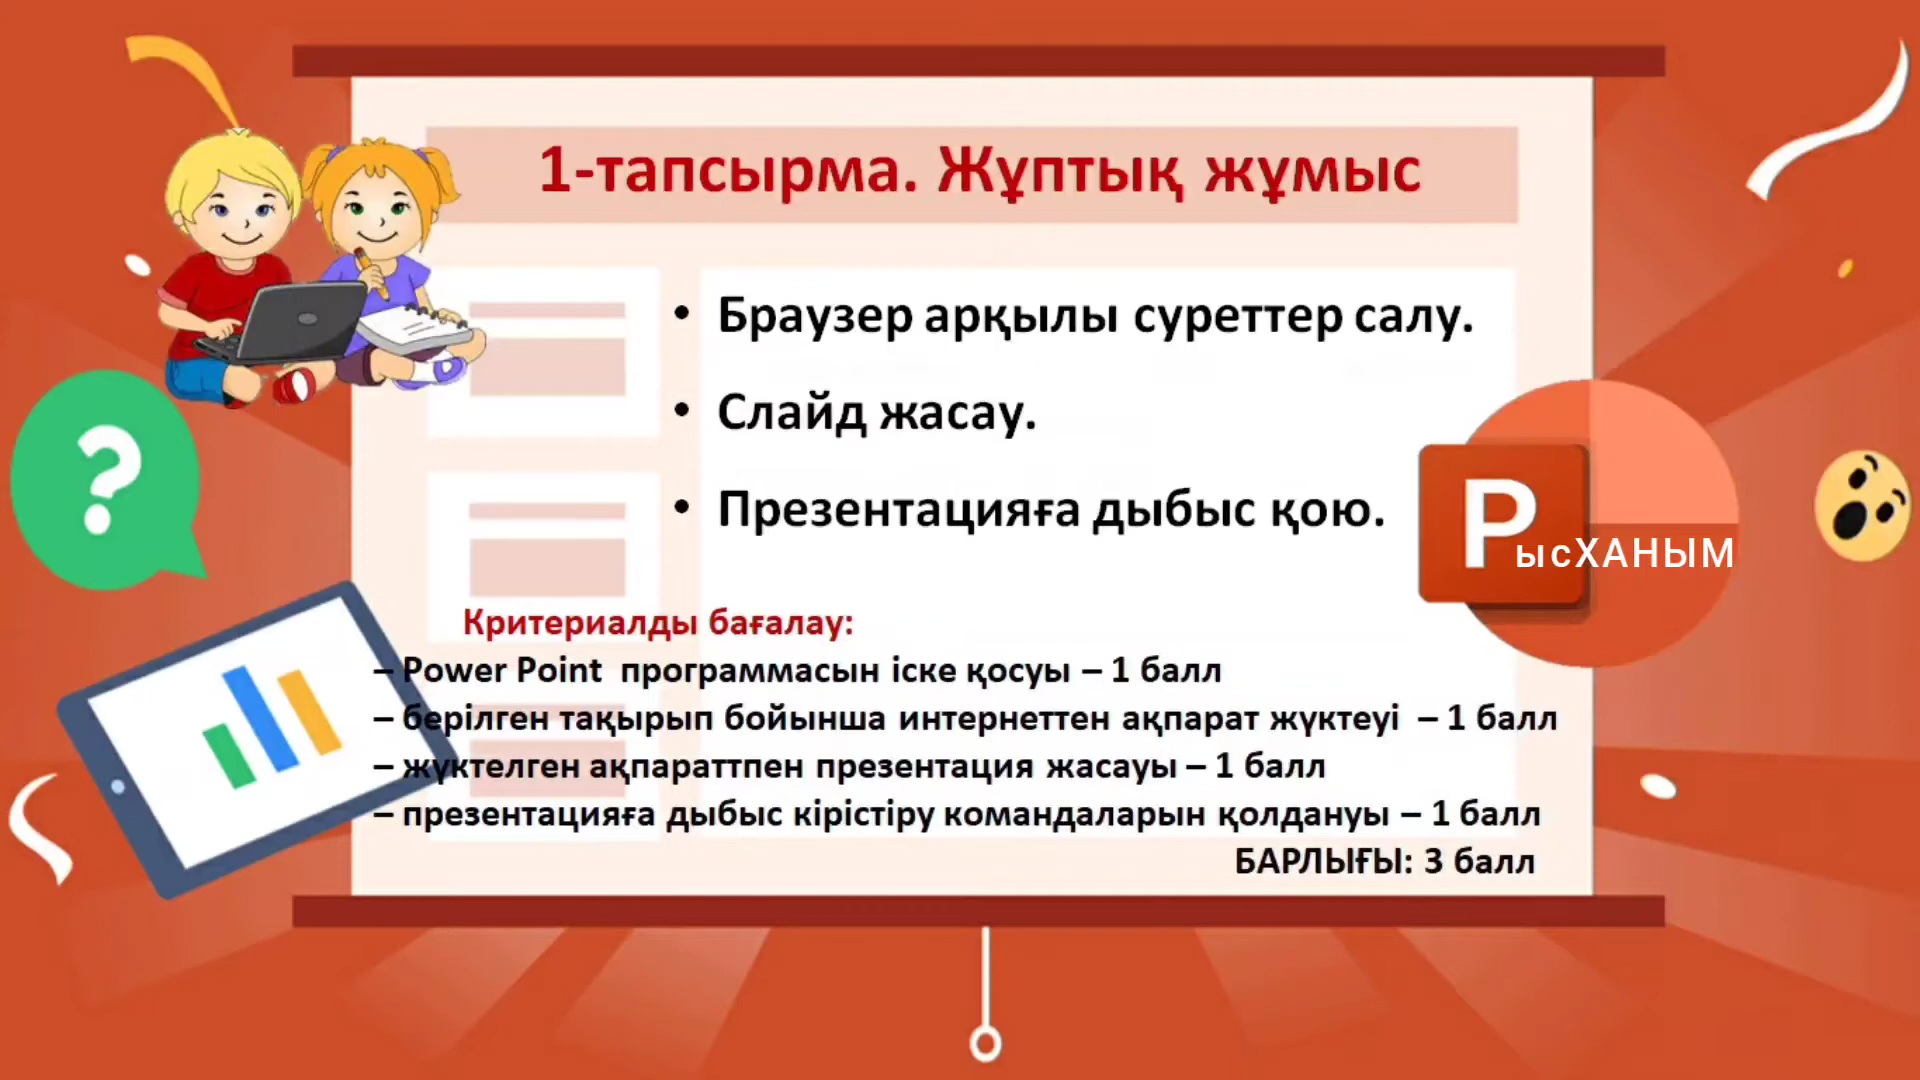 1-тапсырма. Жұптық жұмыс
• Браузер арқылы суреттер салу.
• Слайд жасау.
• Презентацияға дыбыс қою.
РысХАНЫМ
Критериалды бағалау:
– Power Point программасын іске қосуы – 1 балл
– берілген тақырып бойынша интернеттен ақпарат жүктеуі – 1 балл
– жүктелген ақпараттпен презентация жасауы – 1 балл
– презентацияға дыбыс кірістіру командаларын қолдануы – 1 балл
БАРЛЫҒЫ: 3 балл
?